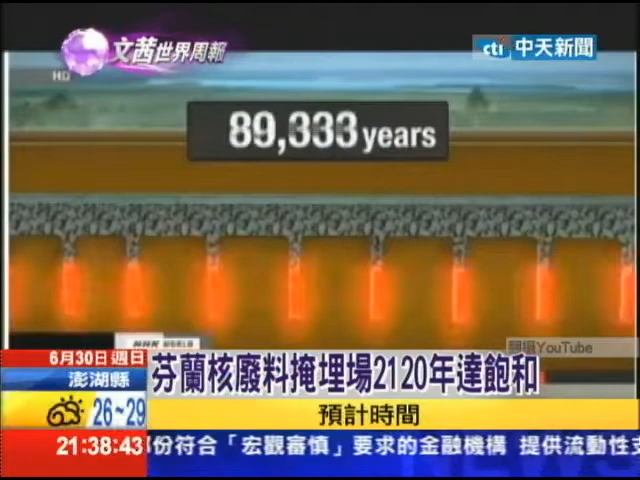 文茜世界周報
HD
cti 中天新聞
89,333 years
翻攝YouTube
6月30日 週日
芬蘭核廢料掩埋場2120年達飽和
澎湖縣
26~29
預計時間
21:38:43
份符合「宏觀審慎」要求的金融機構 提供流動性支
NEWS